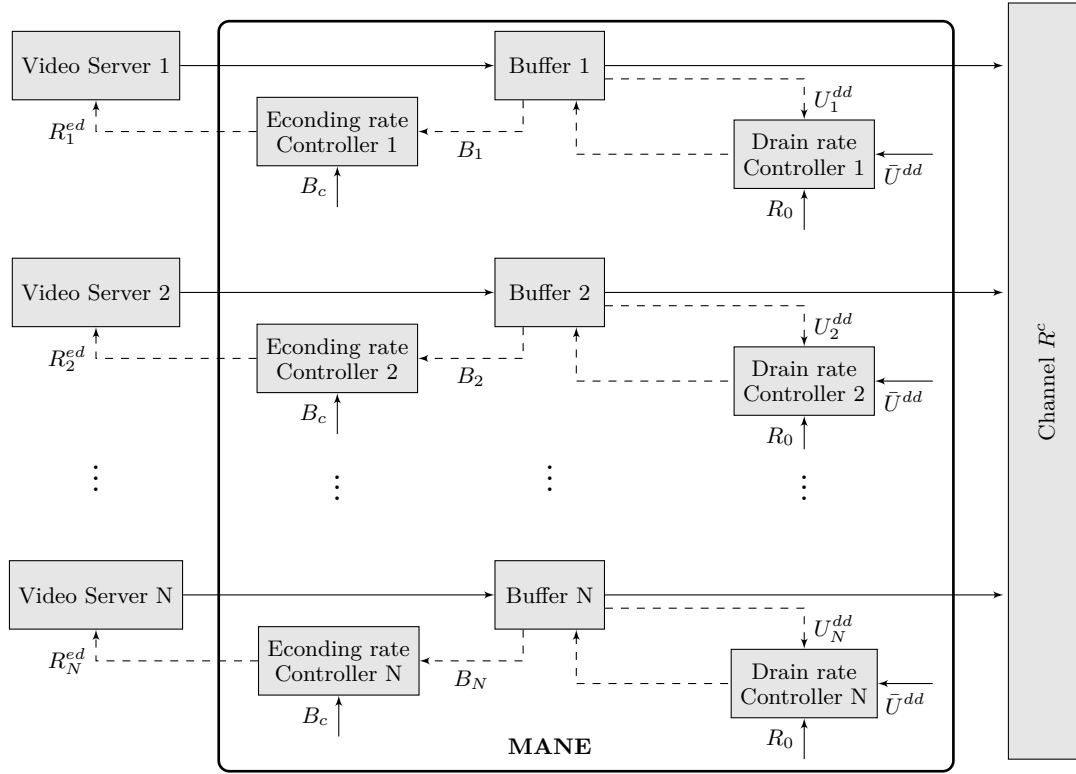 Video Server 1
Buffer 1
R_1^{ed}
Econding rate
Controller 1
B_1
U_1^{dd}
Drain rate
Controller 1
\bar{U}^{dd}
B_c
R_0
Video Server 2
Buffer 2
R_2^{ed}
Econding rate
Controller 2
B_2
U_2^{dd}
Drain rate
Controller 2
\bar{U}^{dd}
B_c
R_0
Channel R^c
⋮
⋮
⋮
⋮
Video Server N
Buffer N
R_N^{ed}
Econding rate
Controller N
B_N
U_N^{dd}
Drain rate
Controller N
\bar{U}^{dd}
B_c
R_0
MANE